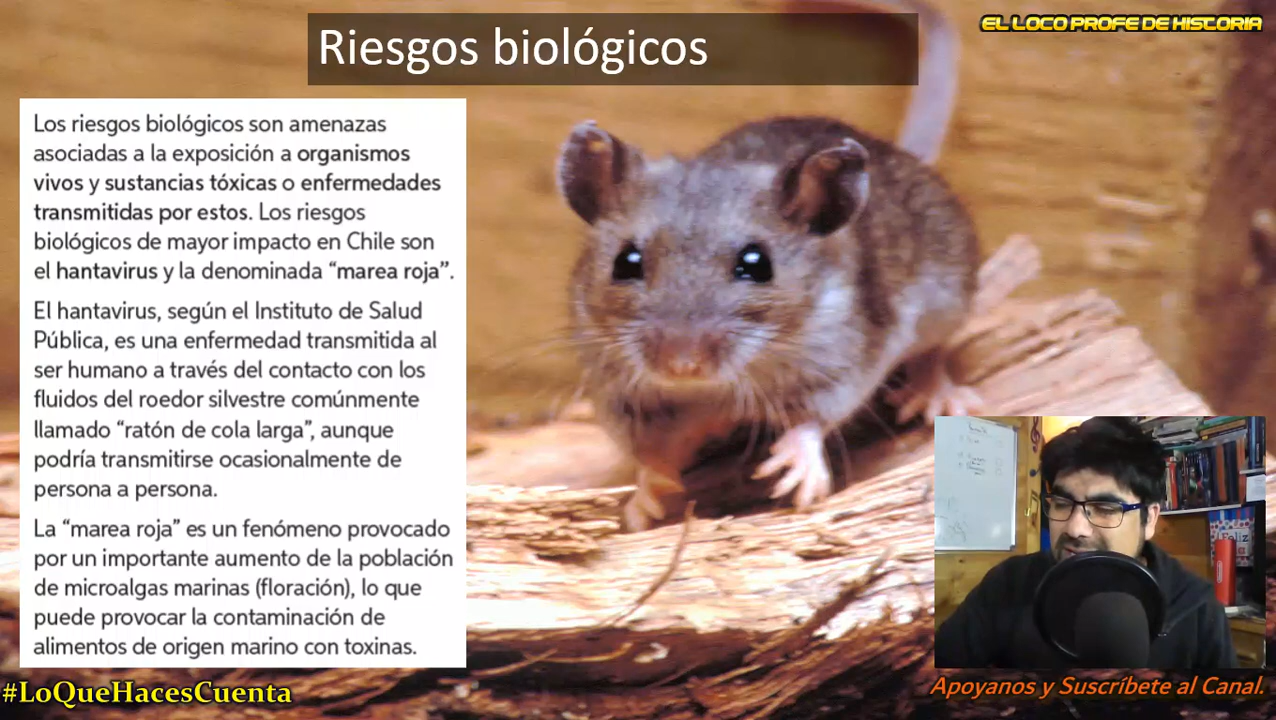 EL LOCO PROFE DE HISTORIA
Riesgos biológicos
Los riesgos biológicos son amenazas
asociadas a la exposición a organismos
vivos y sustancias tóxicas o enfermedades
transmitidas por estos. Los riesgos
biológicos de mayor impacto en Chile son
el hantavirus y la denominada “marea roja”.
El hantavirus, según el Instituto de Salud
Pública, es una enfermedad transmitida al
ser humano a través del contacto con los
fluidos del roedor silvestre comúnmente
llamado “ratón de cola larga”, aunque
podría transmitirse ocasionalmente de
persona a persona.
La “marea roja” es un fenómeno provocado
por un importante aumento de la población
de microalgas marinas (floración), lo que
puede provocar la contaminación de
alimentos de origen marino con toxinas.
Feliz
#LoQueHacesCuenta
Apoyanos y Suscríbete al Canal.